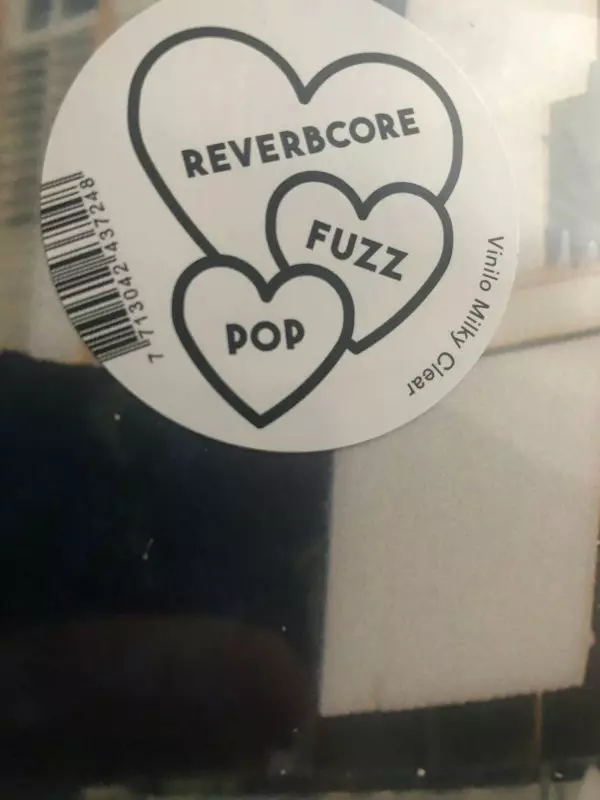 REVERBCORE
FUZZ
POP
Vinilo Milky Clear
7 713042 437248